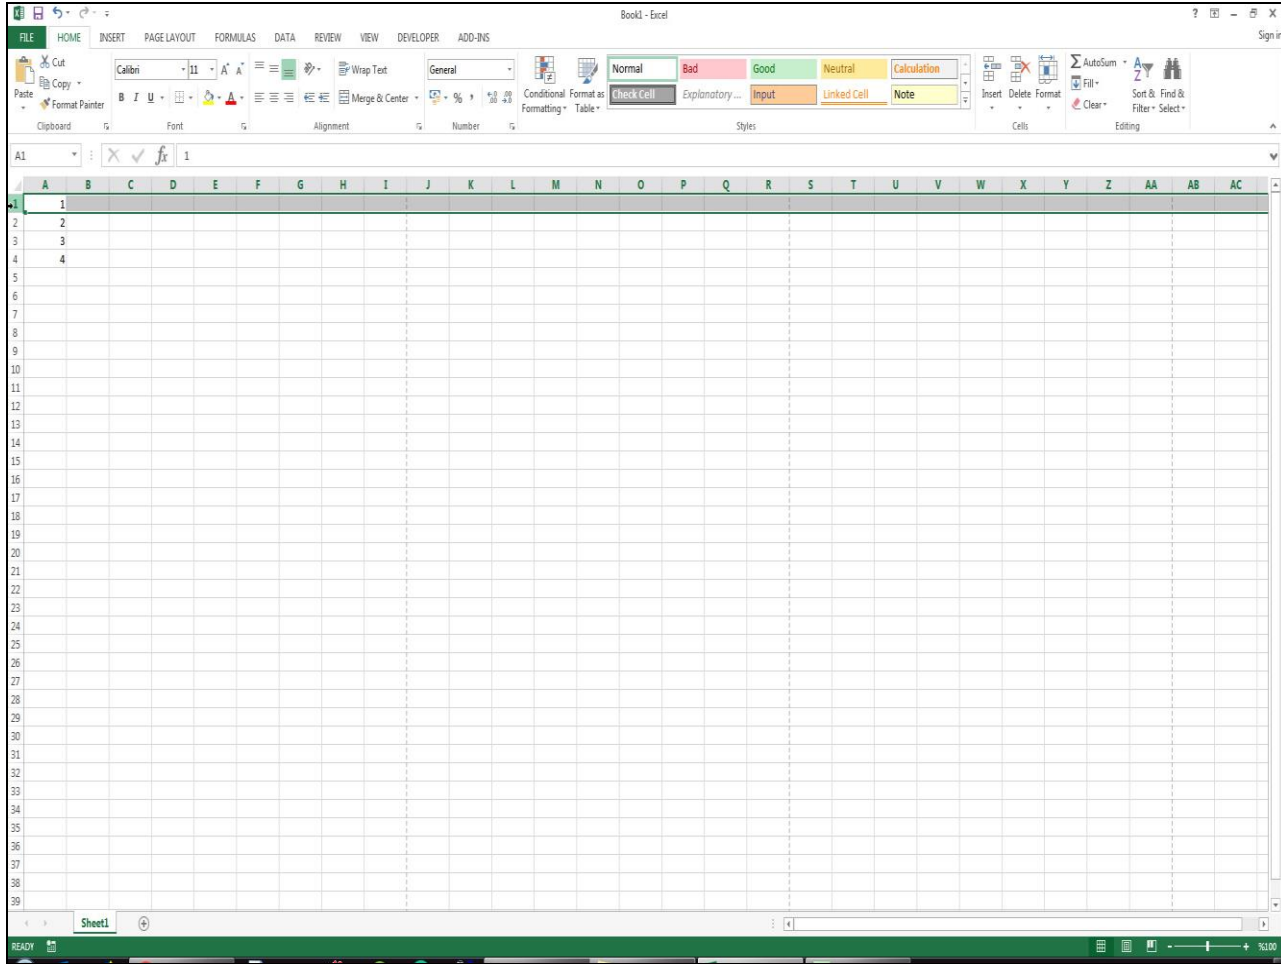 Book1 - Excel
?
FILE HOME INSERT PAGE LAYOUT FORMULAS DATA REVIEW VIEW DEVELOPER ADD-INS Sign in
Paste
Cut
Copy
Format Painter
Clipboard
Calibri 11
B I U
Font
Wrap Text
Merge & Center
Alignment
General
%
Number
Conditional Formatting
Format as Table
Normal Bad Good Neutral Calculation
Check Cell Explanatory ... Input Linked Cell Note
Styles
Insert Delete Format
Cells
AutoSum
Fill
Clear
Sort & Filter
Find & Select
Editing
A1 fx 1
A B C D E F G H I J K L M N O P Q R S T U V W X Y Z AA AB AC
1 1
2 2
3 3
4 4
5
6
7
8
9
10
11
12
13
14
15
16
17
18
19
20
21
22
23
24
25
26
27
28
29
30
31
32
33
34
35
36
37
38
39
Sheet1
READY
%100